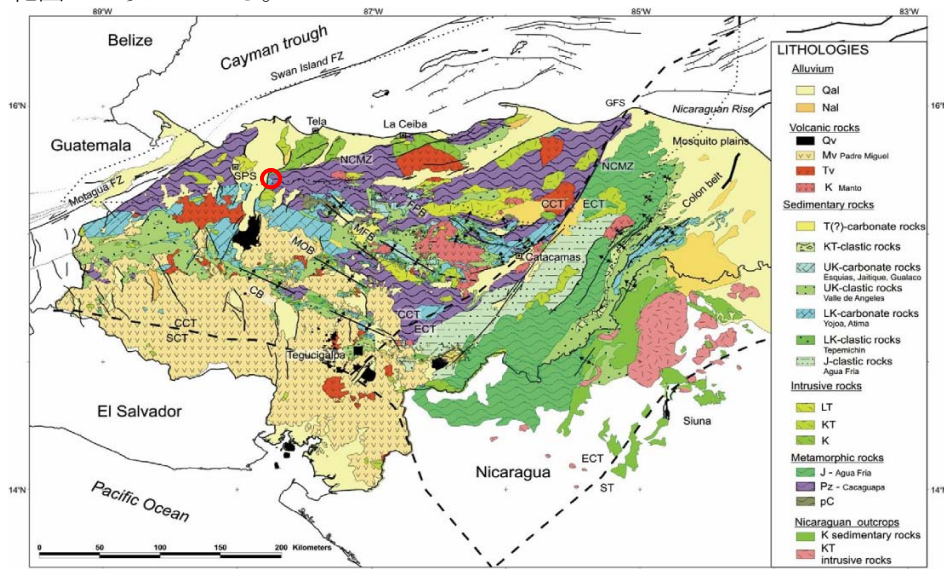 89°W
87°W
85°W
83°W
Belize
Cayman trough
Swan Island FZ
16°N
GFS
Nicaraguan Rise
Tela
La Ceiba
Guatemala
NCMZ
Mosquito plains
SPS
NCMZ
Motagua FZ
Colon belt
CCT
ECT
MFB
MOB
Catacamas
CB
CCT
ECT
CCT
SCT
Tegucigalpa
El Salvador
Siuna
Nicaragua
ECT
ST
14°N
14°N
Pacific Ocean
0 50 100 150 200 Kilometers
LITHOLOGIES
Alluvium
Qal
Nal
Volcanic rocks
Qv
Mv Padre Miguel
Tv
K Manto
Sedimentary rocks
T(?)-carbonate rocks
KT-clastic rocks
UK-carbonate rocks
Esquias, Jaitique, Gualaco
UK-clastic rocks
Valle de Angeles
LK-carbonate rocks
Yojoa, Atima
LK-clastic rocks
Tepemichin
J-clastic rocks
Agua Fria
Intrusive rocks
LT
KT
K
Metamorphic rocks
J - Agua Fria
Pz - Cacaguapa
pC
Nicaraguan outcrops
K sedimentary rocks
KT
intrusive rocks